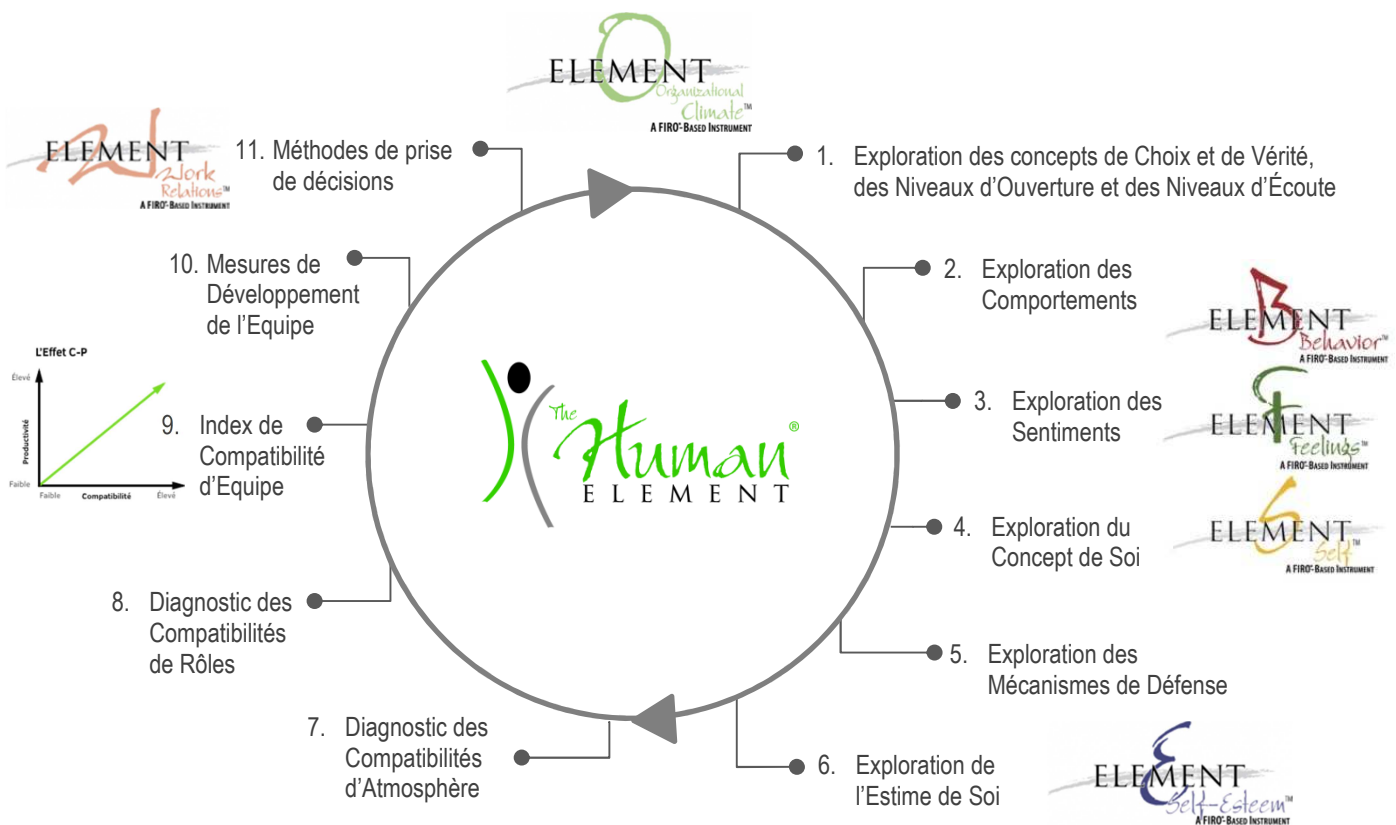 ELEMENT O
Organizational
Climate™
A FIRO®-BASED INSTRUMENT
ELEMENT W
Work
Relations™
A FIRO®-BASED INSTRUMENT
11. Méthodes de prise
de décisions
1. Exploration des concepts de Choix et de Vérité,
des Niveaux d’Ouverture et des Niveaux d’Écoute
10. Mesures de
Développement
de l’Equipe
2. Exploration des
Comportements
ELEMENT B
Behavior™
A FIRO®-BASED INSTRUMENT
L'Effet C-P
Élevé
Productivité
Faible
Faible Compatibilité Élevé
9. Index de
Compatibilité
d’Equipe
The
Human®
ELEMENT
3. Exploration des
Sentiments
ELEMENT F
Feelings™
A FIRO®-BASED INSTRUMENT
4. Exploration du
Concept de Soi
ELEMENT S
Self™
A FIRO®-BASED INSTRUMENT
8. Diagnostic des
Compatibilités
de Rôles
5. Exploration des
Mécanismes de Défense
7. Diagnostic des
Compatibilités
d’Atmosphère
6. Exploration de
l’Estime de Soi
ELEMENT E
Self-Esteem™
A FIRO®-BASED INSTRUMENT